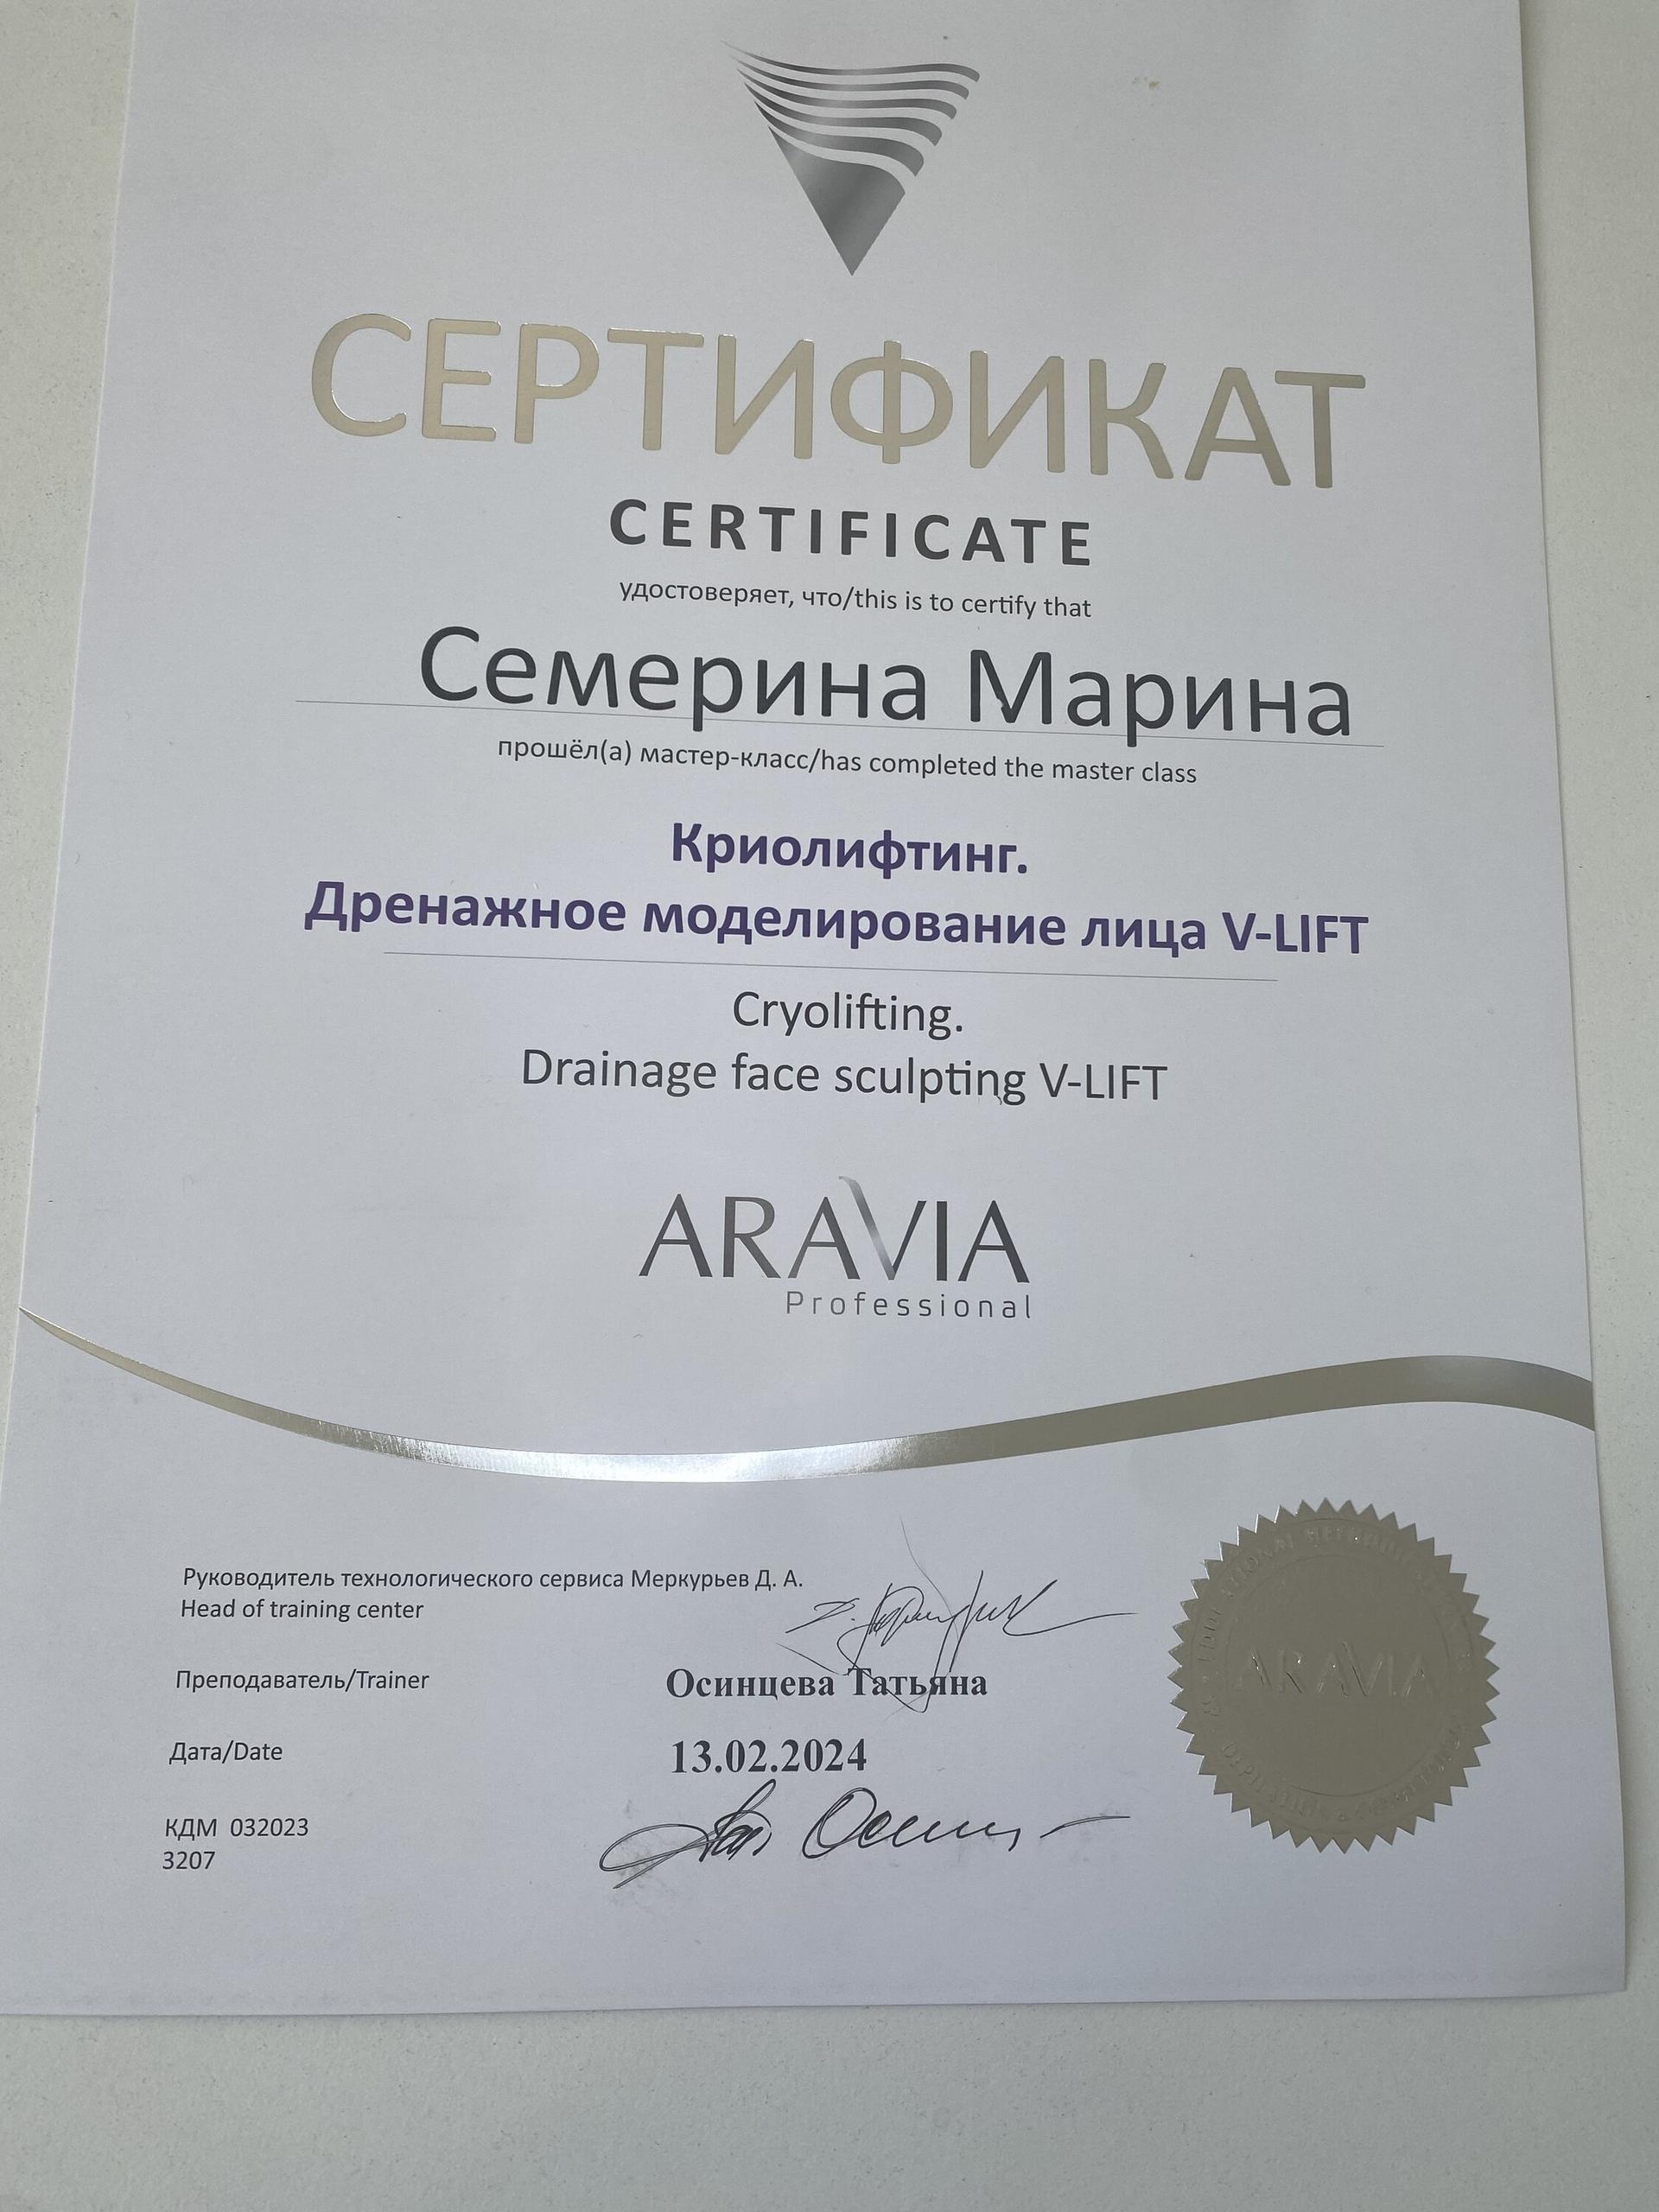 СЕРТИФИКАТ
CERTIFICATE
удостоверяет, что/this is to certify that
Семерина Марина
прошёл(а) мастер-класс/has completed the master class
Криолифтинг.
Дренажное моделирование лица V-LIFT
Cryolifting.
Drainage face sculpting V-LIFT
ARAVIA
Professional
Руководитель технологического сервиса Меркурьев Д. А.
Head of training center
Преподаватель/Trainer Осинцева Татьяна
Дата/Date 13.02.2024
КДМ 032023
3207
ARAVIA